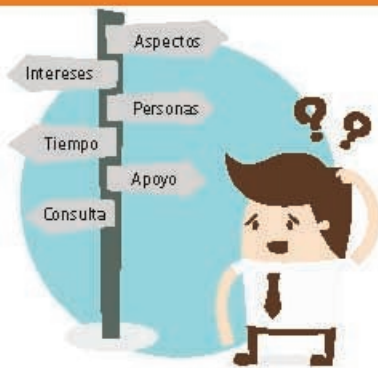 Aspectos
Intereses
Personas
Tiempo
Apoyo
Consulta
? ?